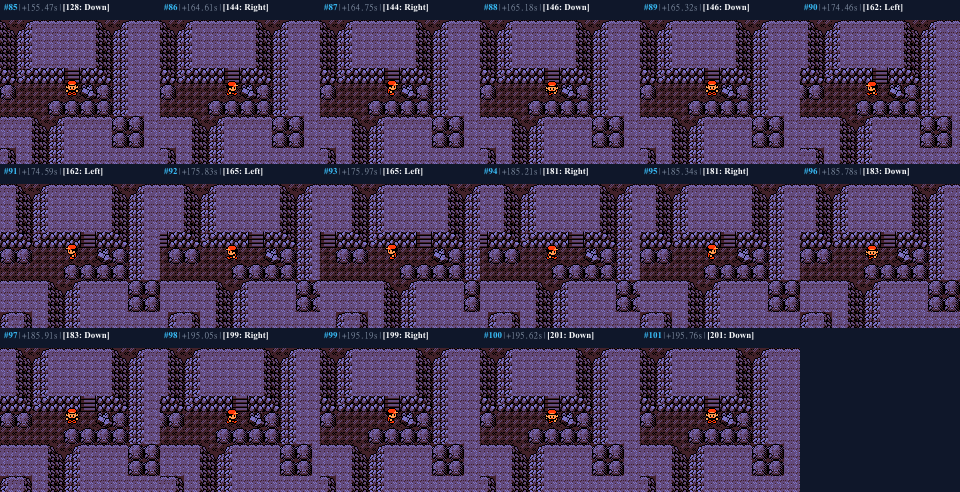 #85|+155.47s|[128: Down]
#86|+164.61s|[144: Right]
#87|+164.75s|[144: Right]
#88|+165.18s|[146: Down]
#89|+165.32s|[146: Down]
#90|+174.46s|[162: Left]
#91|+174.59s|[162: Left]
#92|+175.83s|[165: Left]
#93|+175.97s|[165: Left]
#94|+185.21s|[181: Right]
#95|+185.34s|[181: Right]
#96|+185.78s|[183: Down]
#97|+185.91s|[183: Down]
#98|+195.05s|[199: Right]
#99|+195.19s|[199: Right]
#100|+195.62s|[201: Down]
#101|+195.76s|[201: Down]